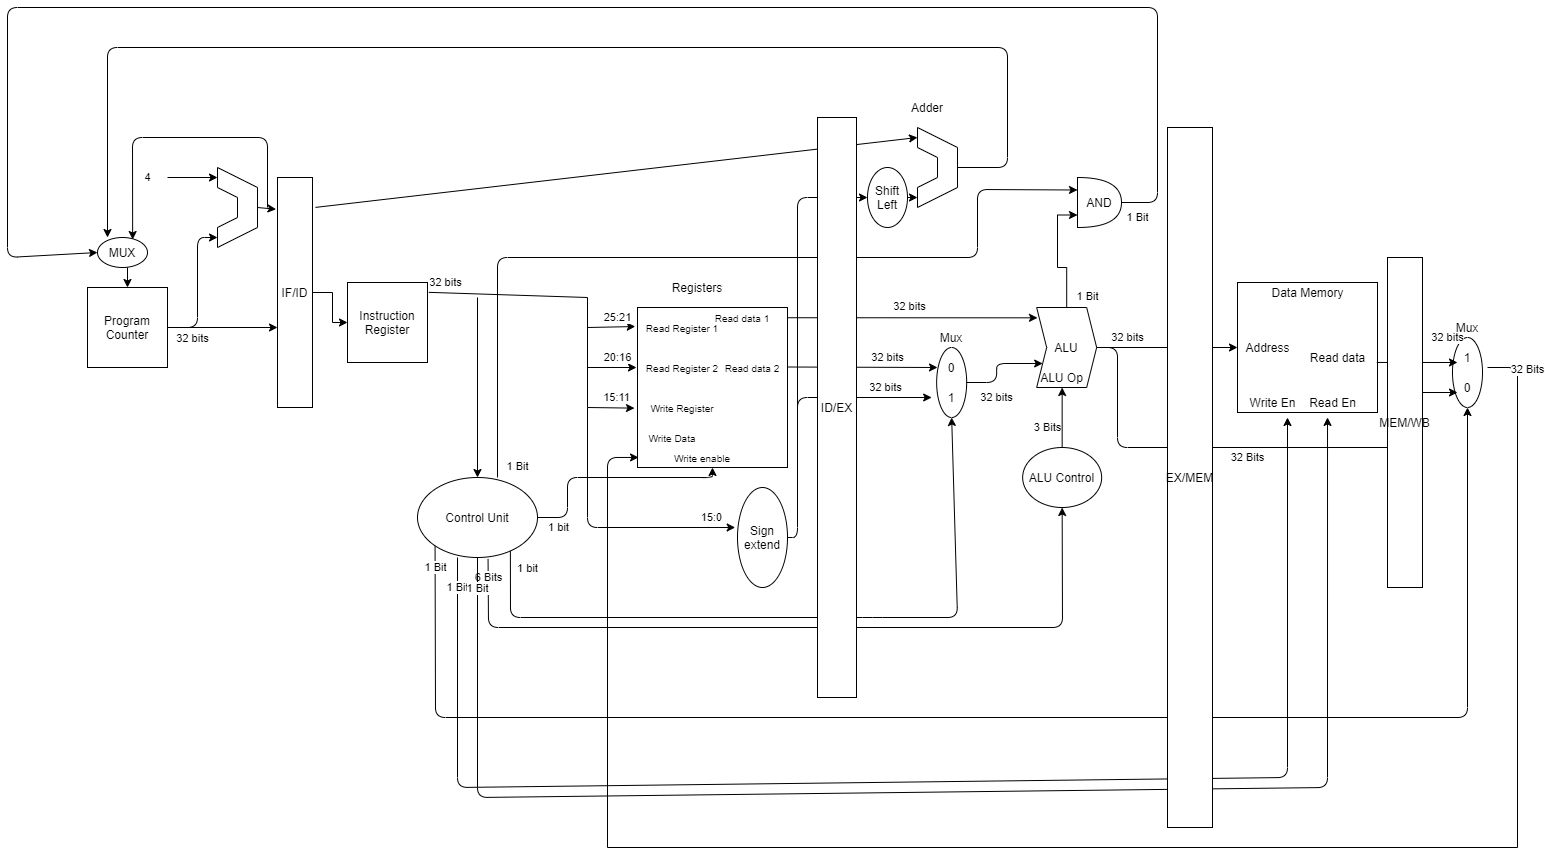 Adder
4
Shift
Left
AND
1 Bit
MUX
IF/ID
32 bits
Instruction
Register
Program
Counter
32 bits
Registers
25:21
Read Register 1
Read data 1
20:16
Read Register 2
Read data 2
15:11
Write Register
Write Data
Write enable
ID/EX
32 bits
32 bits
32 bits
Mux
0
1
32 bits
1 Bit
ALU
ALU Op
32 bits
3 Bits
ALU Control
EX/MEM
Data Memory
Address
Read data
Write En
Read En
32 Bits
MEM/WB
32 bits
Mux
1
0
32 Bits
1 Bit
Control Unit
1 bit
15:0
Sign
extend
1 Bit
1 Bit
1 Bit
6 Bits
1 bit